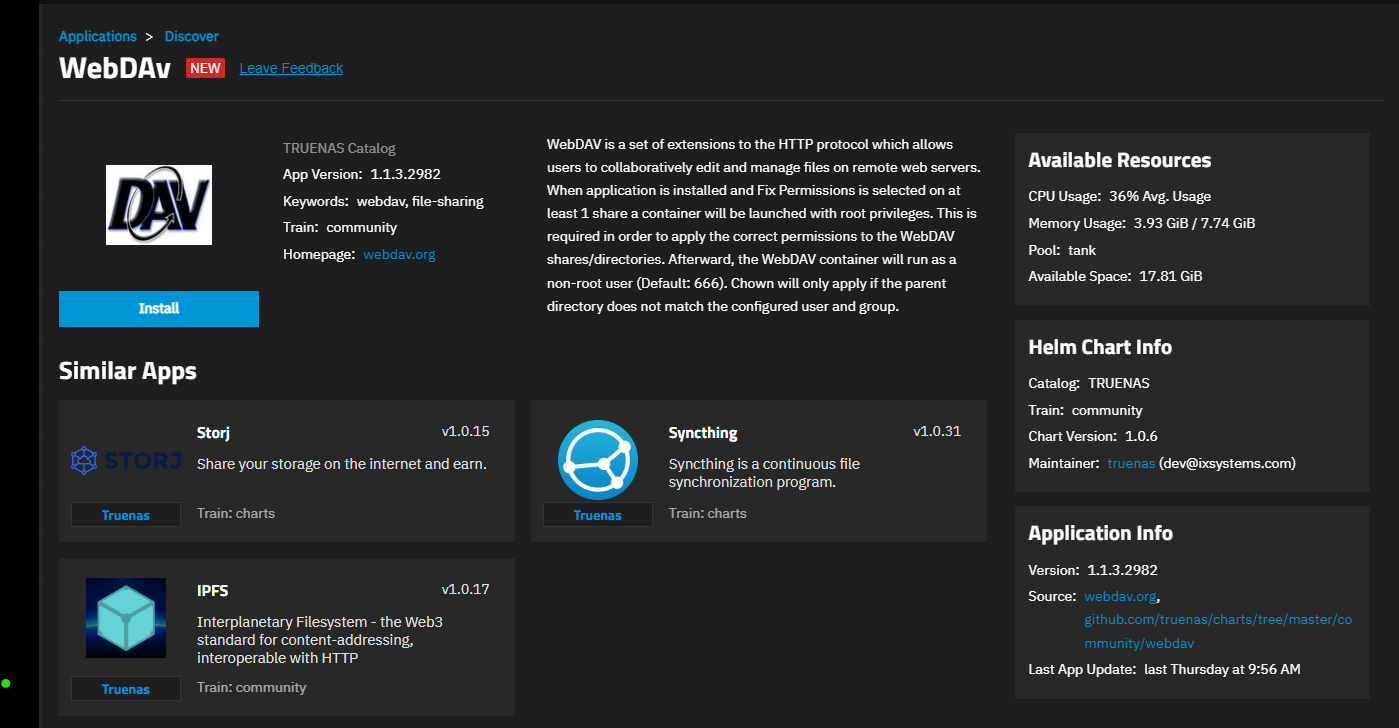 Applications > Discover
WebDAv NEW Leave Feedback
DAV
Install
TRUENAS Catalog
App Version: 1.1.3.2982
Keywords: webdav, file-sharing
Train: community
Homepage: webdav.org
WebDAV is a set of extensions to the HTTP protocol which allows
users to collaboratively edit and manage files on remote web servers.
When application is installed and Fix Permissions is selected on at
least 1 share a container will be launched with root privileges. This is
required in order to apply the correct permissions to the WebDAV
shares/directories. Afterward, the WebDAV container will run as a
non-root user (Default: 666). Chown will only apply if the parent
directory does not match the configured user and group.
Similar Apps
STORJ
Storj v1.0.15
Share your storage on the internet and earn.
Truenas Train: charts
Syncthing v1.0.31
Syncthing is a continuous file
synchronization program.
Truenas Train: charts
IPFS v1.0.17
Interplanetary Filesystem - the Web3
standard for content-addressing,
interoperable with HTTP
Truenas Train: community
Available Resources
CPU Usage: 36% Avg. Usage
Memory Usage: 3.93 GiB / 7.74 GiB
Pool: tank
Available Space: 17.81 GiB
Helm Chart Info
Catalog: TRUENAS
Train: community
Chart Version: 1.0.6
Maintainer: truenas (dev@ixsystems.com)
Application Info
Version: 1.1.3.2982
Source: webdav.org,
github.com/truenas/charts/tree/master/co
mmunity/webdav
Last App Update: last Thursday at 9:56 AM